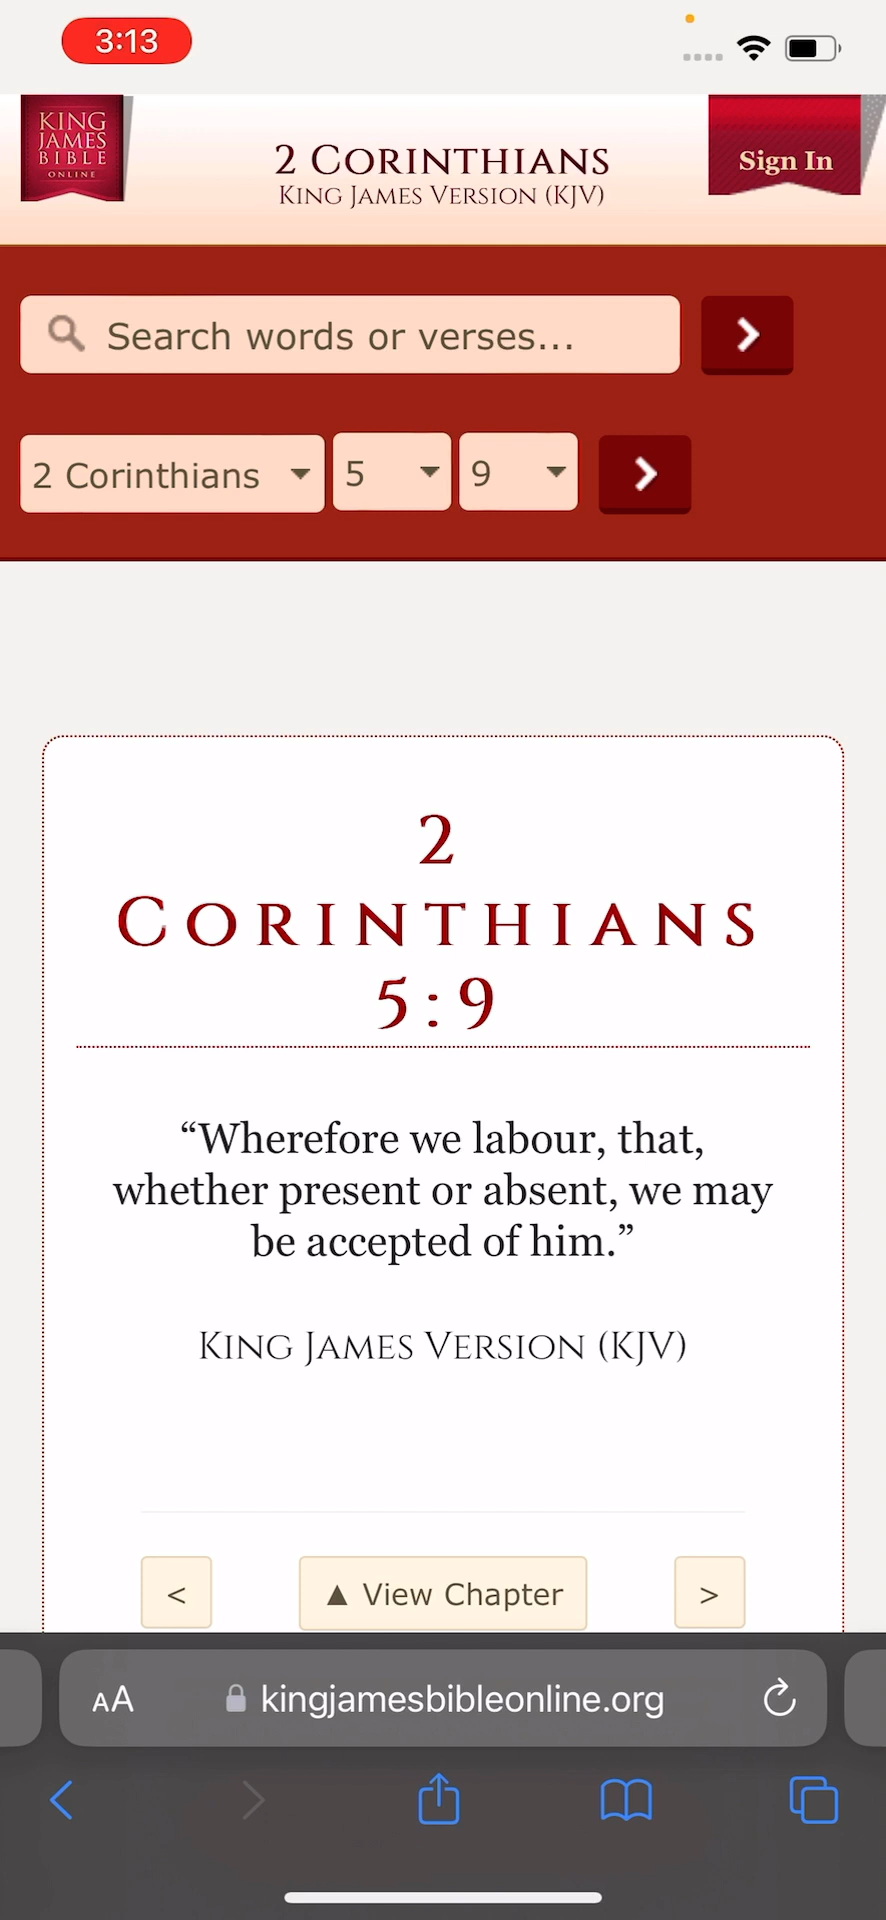 3:13
KING
JAMES
BIBLE
ONLINE
2 CORINTHIANS
KING JAMES VERSION (KJV)
Sign In
Search words or verses...
2 Corinthians 5 9
2
CORINTHIANS
5:9
“Wherefore we labour, that,
whether present or absent, we may
be accepted of him.”
KING JAMES VERSION (KJV)
< ▲ View Chapter >
AA kingjamesbibleonline.org